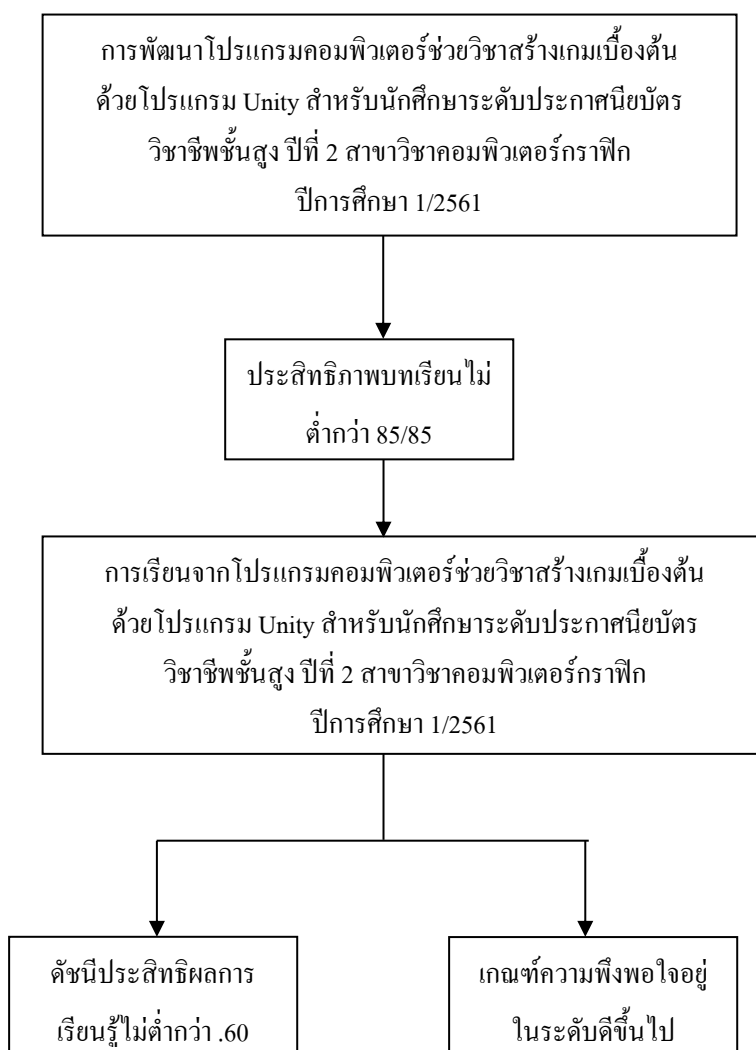 การพัฒนาโปรแกรมคอมพิวเตอร์ช่วยวิชาสร้างเกมเบื้องต้น
ด้วยโปรแกรม Unity สำหรับนักศึกษาระดับประกาศนียบัตร
วิชาชีพชั้นสูง ปีที่ 2 สาขาวิชาคอมพิวเตอร์กราฟิก
ปีการศึกษา 1/2561
ประสิทธิภาพบทเรียนไม่
ต่ำกว่า 85/85
การเรียนจากโปรแกรมคอมพิวเตอร์ช่วยวิชาสร้างเกมเบื้องต้น
ด้วยโปรแกรม Unity สำหรับนักศึกษาระดับประกาศนียบัตร
วิชาชีพชั้นสูง ปีที่ 2 สาขาวิชาคอมพิวเตอร์กราฟิก
ปีการศึกษา 1/2561
ดัชนีประสิทธิผลการ
เรียนรู้ไม่ต่ำกว่า .60
เกณฑ์ความพึงพอใจอยู่
ในระดับดีขึ้นไป